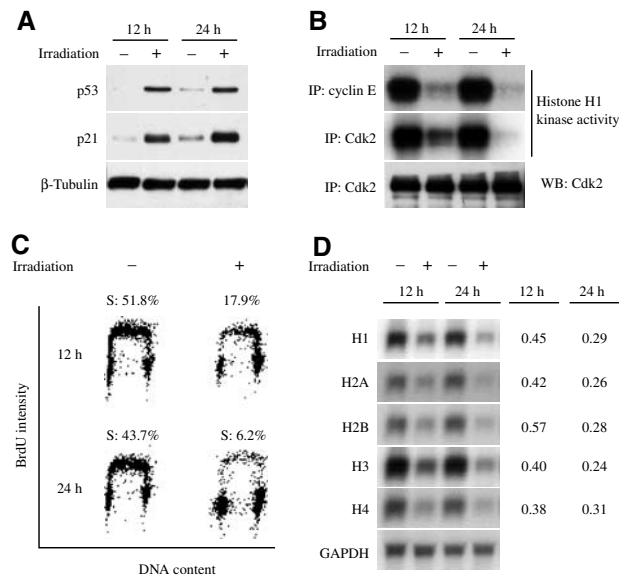 A
12 h 24 h
Irradiation − + − +
p53
p21
β-Tubulin
B
12 h 24 h
Irradiation − + − +
IP: cyclin E
IP: Cdk2
Histone H1
kinase activity
IP: Cdk2 WB: Cdk2
C
Irradiation − +
S: 51.8% 17.9%
12 h
S: 43.7% S: 6.2%
24 h
BrdU intensity
DNA content
D
Irradiation − + − +
12 h 24 h 12 h 24 h
H1 0.45 0.29
H2A 0.42 0.26
H2B 0.57 0.28
H3 0.40 0.24
H4 0.38 0.31
GAPDH